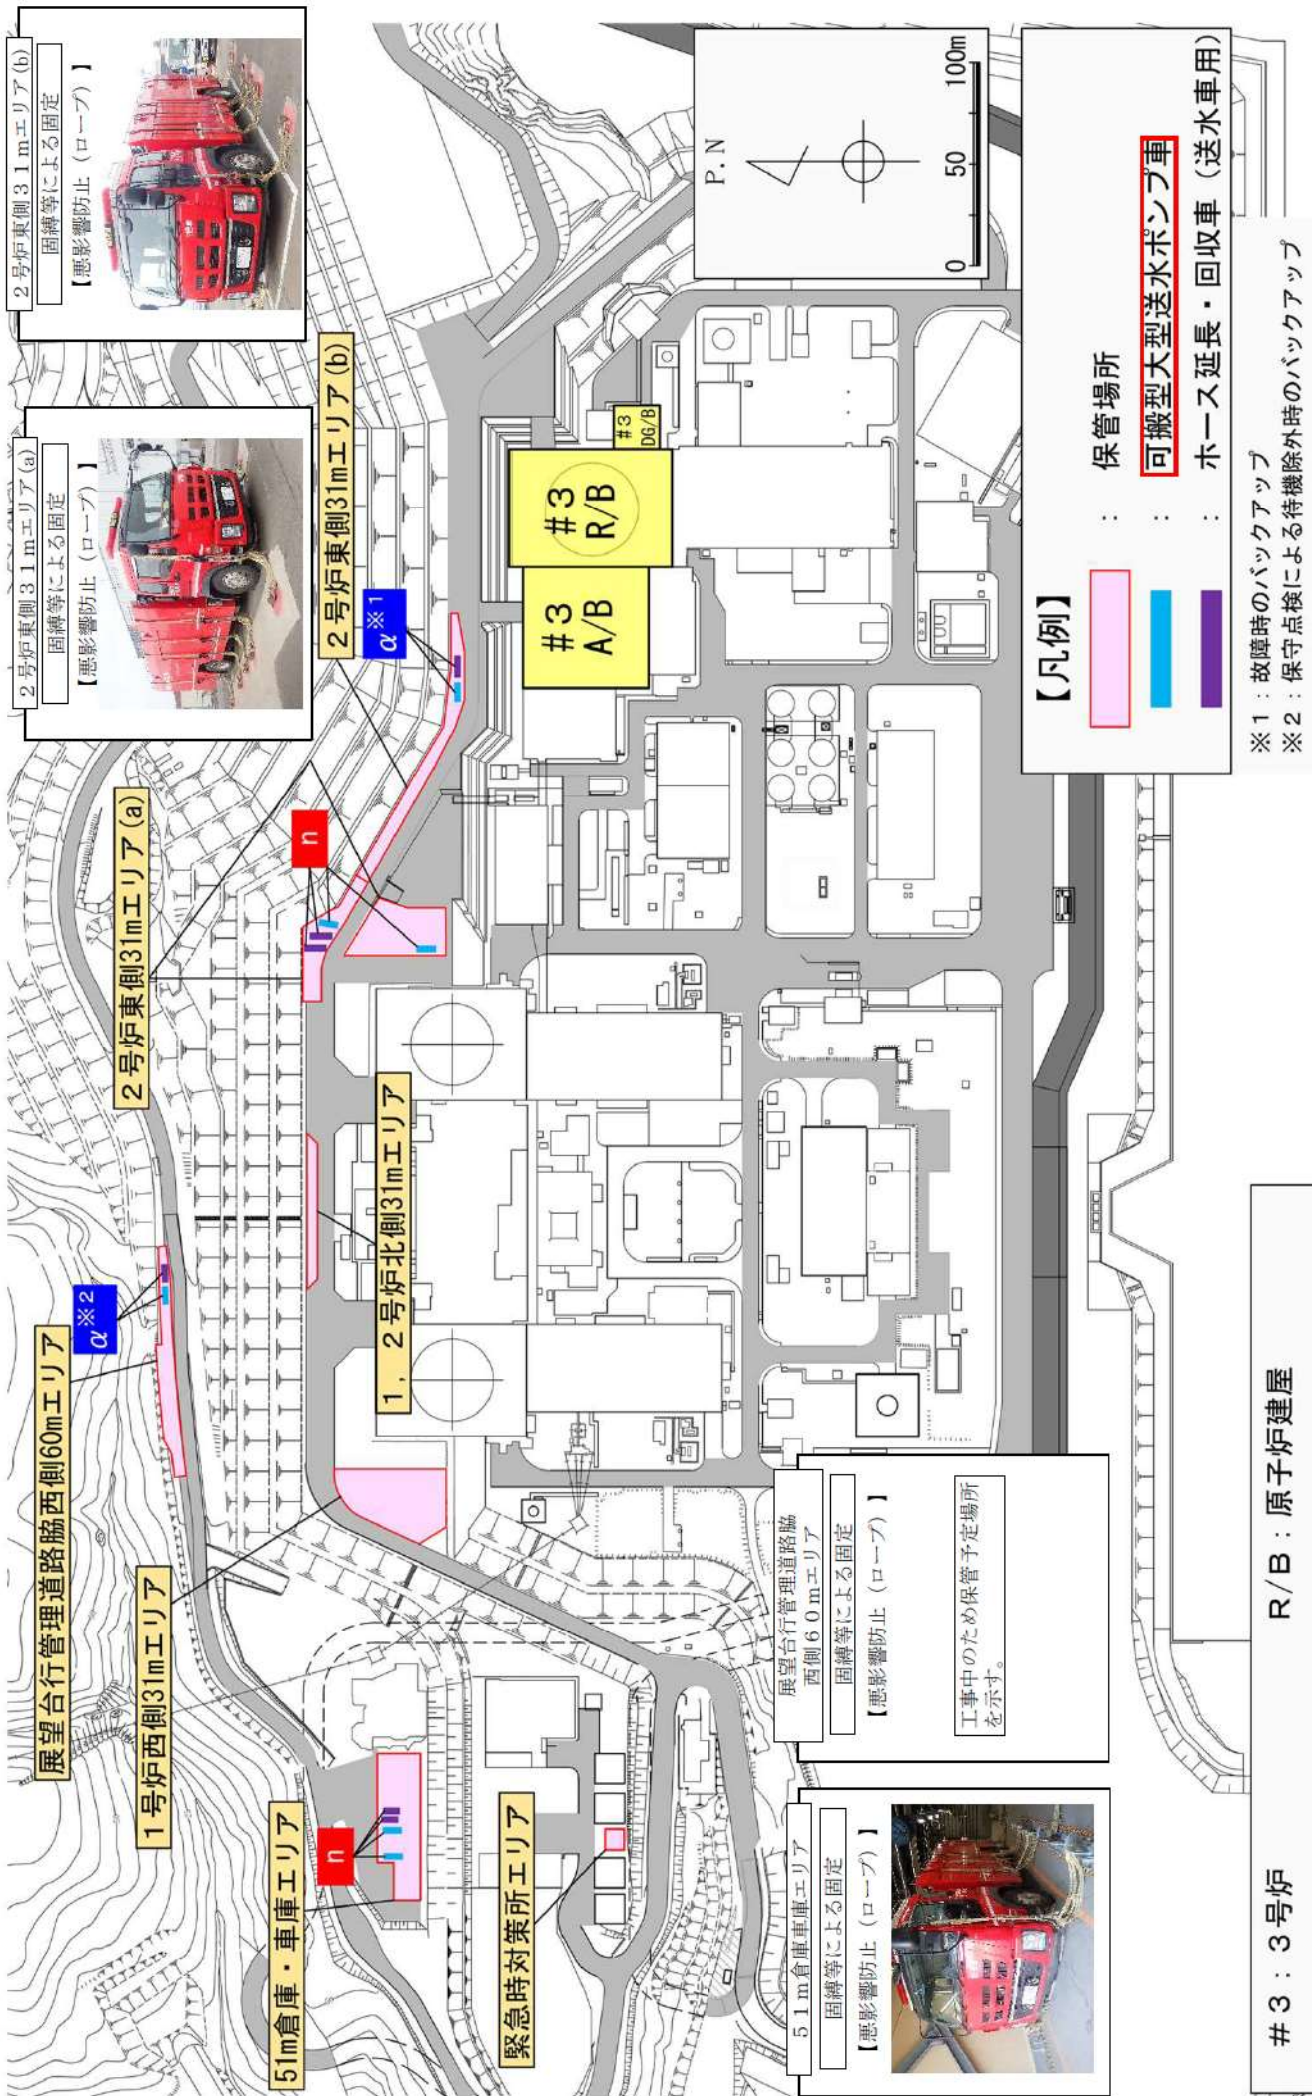 展望台行管理道路脇西側60mエリア
α※2
1号炉西側31mエリア
51m倉庫・車庫エリア
n
緊急時対策所エリア
1, 2号炉北側31mエリア
2号炉東側31mエリア(a)
n
2号炉東側31mエリア(b)
α※1
#3
A/B
#3
R/B
#3
DG/B
2号炉東側31mエリア(a)
固縛等による固定
【悪影響防止（ロープ）】
2号炉東側31mエリア(b)
固縛等による固定
【悪影響防止（ロープ）】
51m倉庫車庫エリア
固縛等による固定
【悪影響防止（ロープ）】
展望台行管理道路脇
西側60mエリア
固縛等による固定
【悪影響防止（ロープ）】
工事中のため保管予定場所
を示す。
P.N
0 50 100m
【凡例】
：保管場所
：可搬型大型送水ポンプ車
：ホース延長・回収車（送水車用）
※1：故障時のバックアップ
※2：保守点検による待機除外時のバックアップ
#3：3号炉 R/B：原子炉建屋